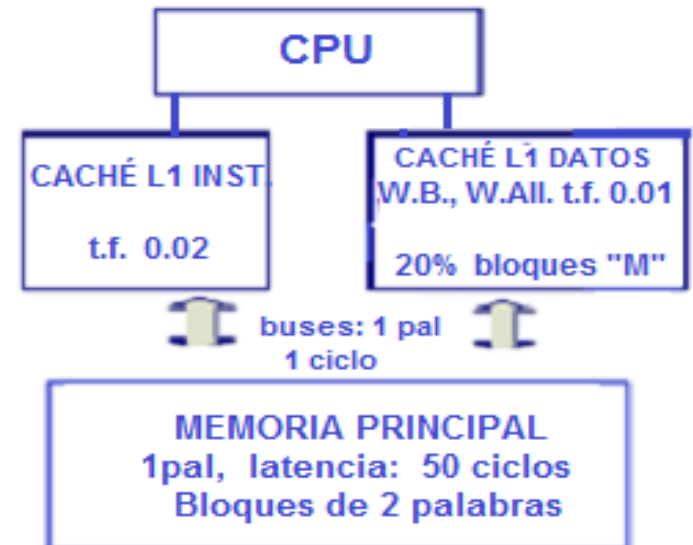 CPU
CACHÉ L1 INST.
t.f. 0.02
CACHÉ L1 DATOS
W.B., W.All. t.f. 0.01
20% bloques "M"
buses: 1 pal
1 ciclo
MEMORIA PRINCIPAL
1pal, latencia: 50 ciclos
Bloques de 2 palabras